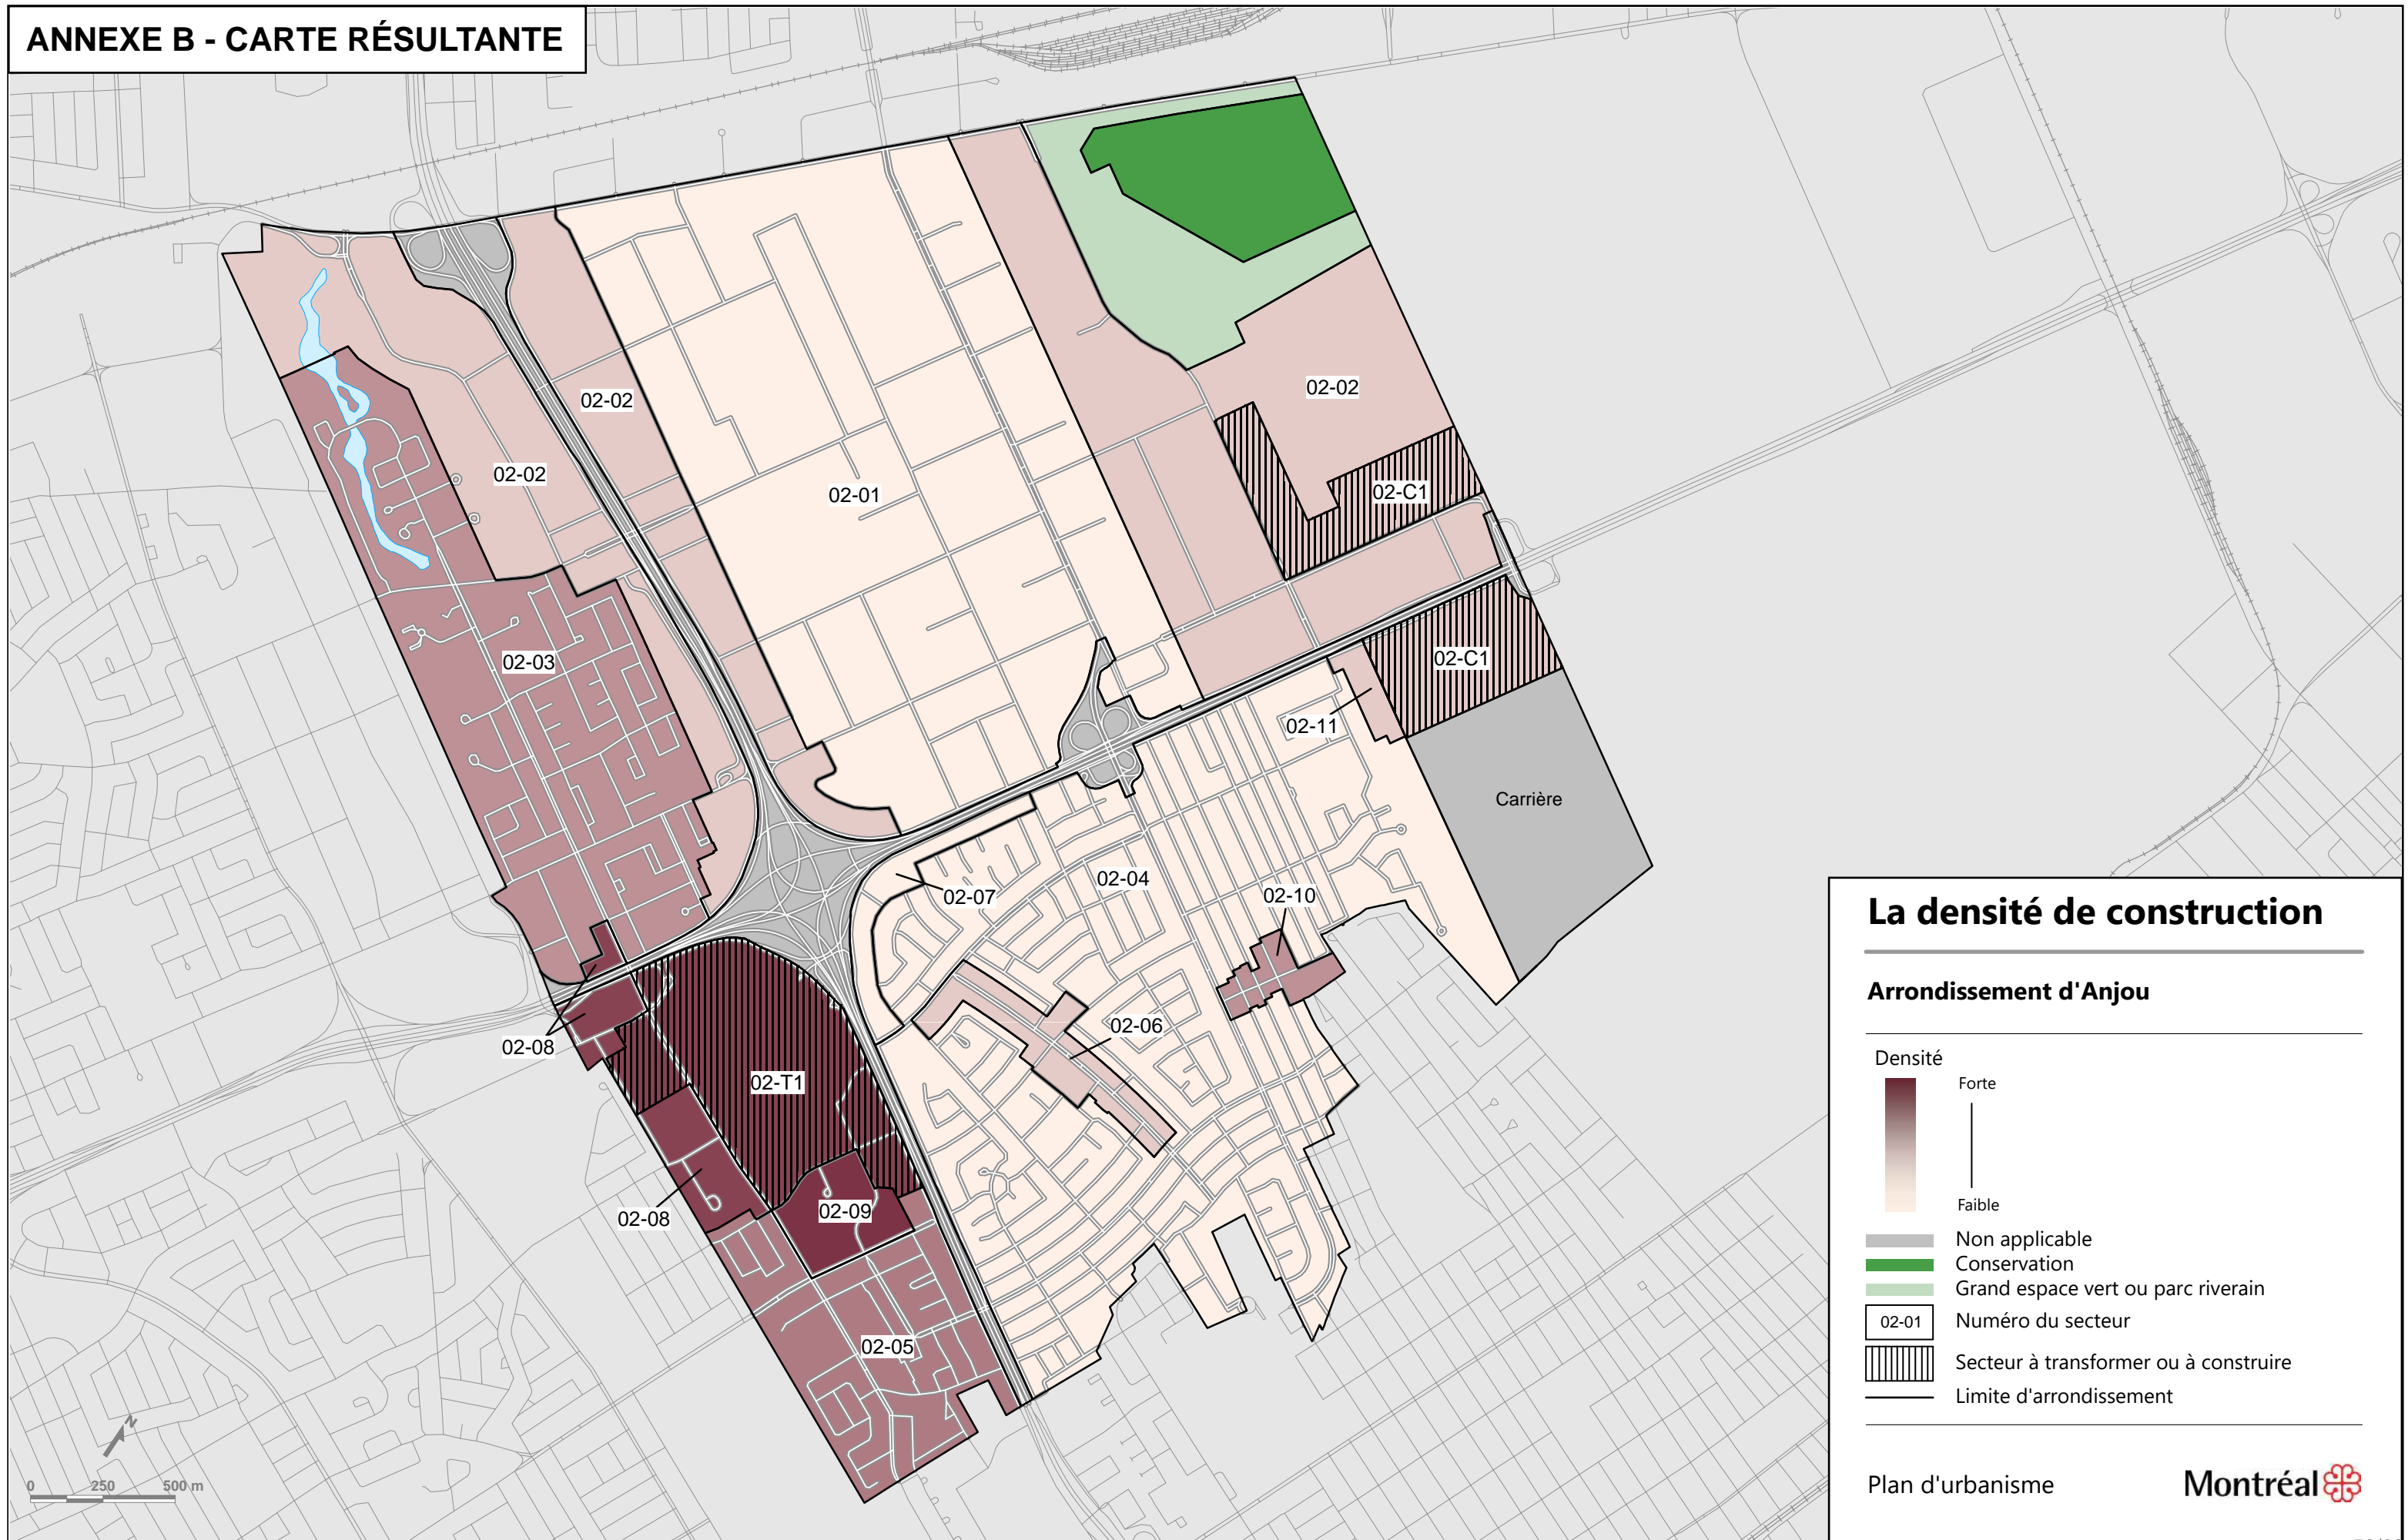 ANNEXE B - CARTE RÉSULTANTE
02-02
02-02
02-02
02-01
02-C1
02-03
02-C1
02-11
Carrière
02-04
02-07
02-10
02-06
02-08
02-T1
02-08
02-09
02-05
N
0 250 500 m
La densité de construction
Arrondissement d'Anjou
Densité
Forte
Faible
Non applicable
Conservation
Grand espace vert ou parc riverain
02-01 Numéro du secteur
Secteur à transformer ou à construire
Limite d'arrondissement
Plan d'urbanisme
Montréal